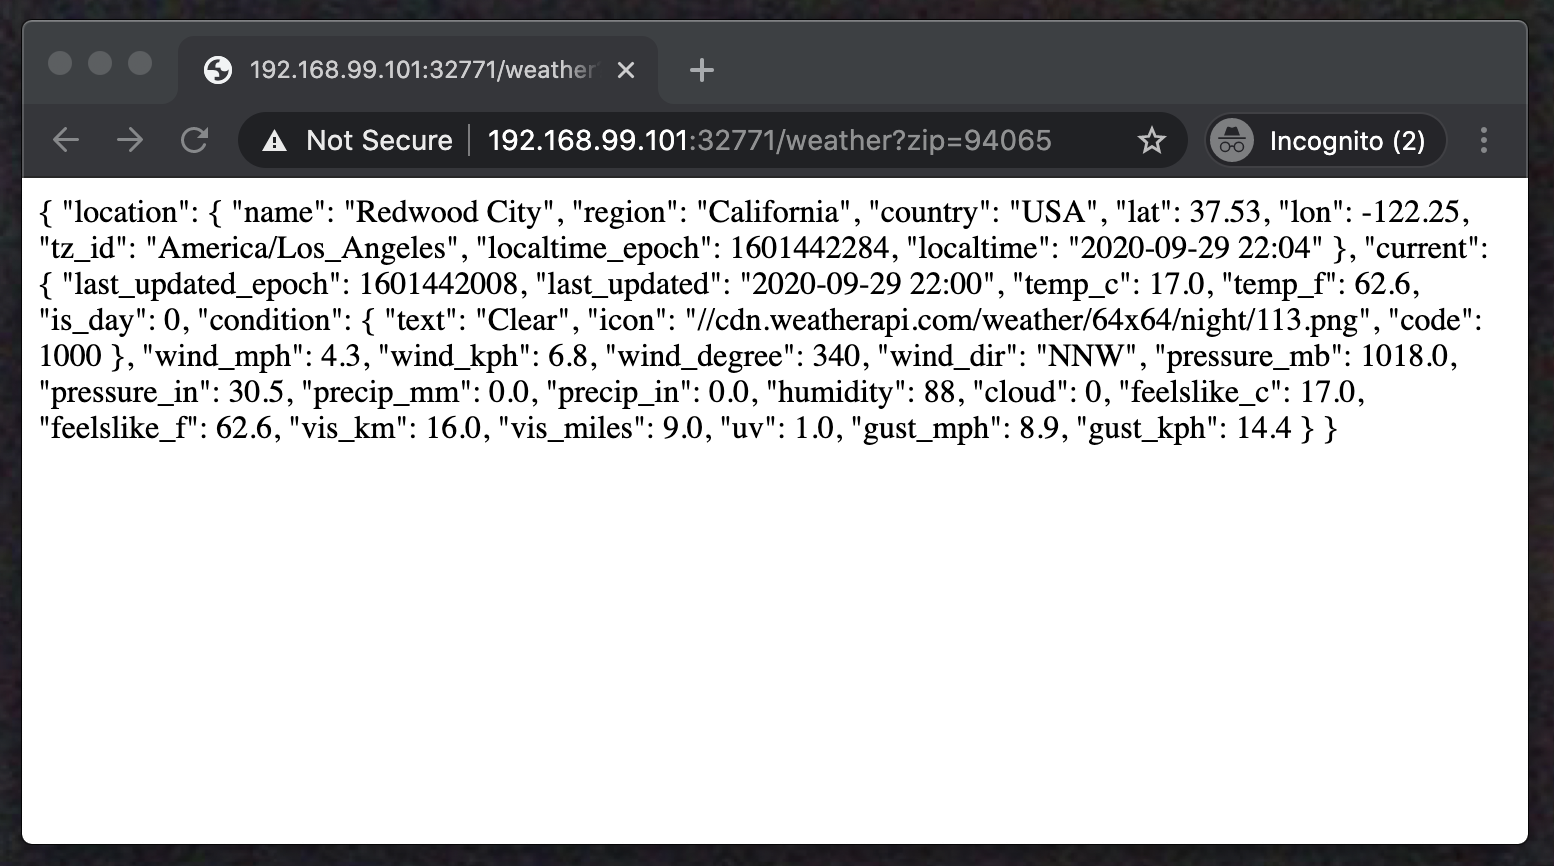 192.168.99.101:32771/weather
Not Secure | 192.168.99.101:32771/weather?zip=94065
Incognito (2)
{ "location": { "name": "Redwood City", "region": "California", "country": "USA", "lat": 37.53, "lon": -122.25,
"tz_id": "America/Los_Angeles", "localtime_epoch": 1601442284, "localtime": "2020-09-29 22:04" }, "current":
{ "last_updated_epoch": 1601442008, "last_updated": "2020-09-29 22:00", "temp_c": 17.0, "temp_f": 62.6,
"is_day": 0, "condition": { "text": "Clear", "icon": "//cdn.weatherapi.com/weather/64x64/night/113.png", "code":
1000 }, "wind_mph": 4.3, "wind_kph": 6.8, "wind_degree": 340, "wind_dir": "NNW", "pressure_mb": 1018.0,
"pressure_in": 30.5, "precip_mm": 0.0, "precip_in": 0.0, "humidity": 88, "cloud": 0, "feelslike_c": 17.0,
"feelslike_f": 62.6, "vis_km": 16.0, "vis_miles": 9.0, "uv": 1.0, "gust_mph": 8.9, "gust_kph": 14.4 } }